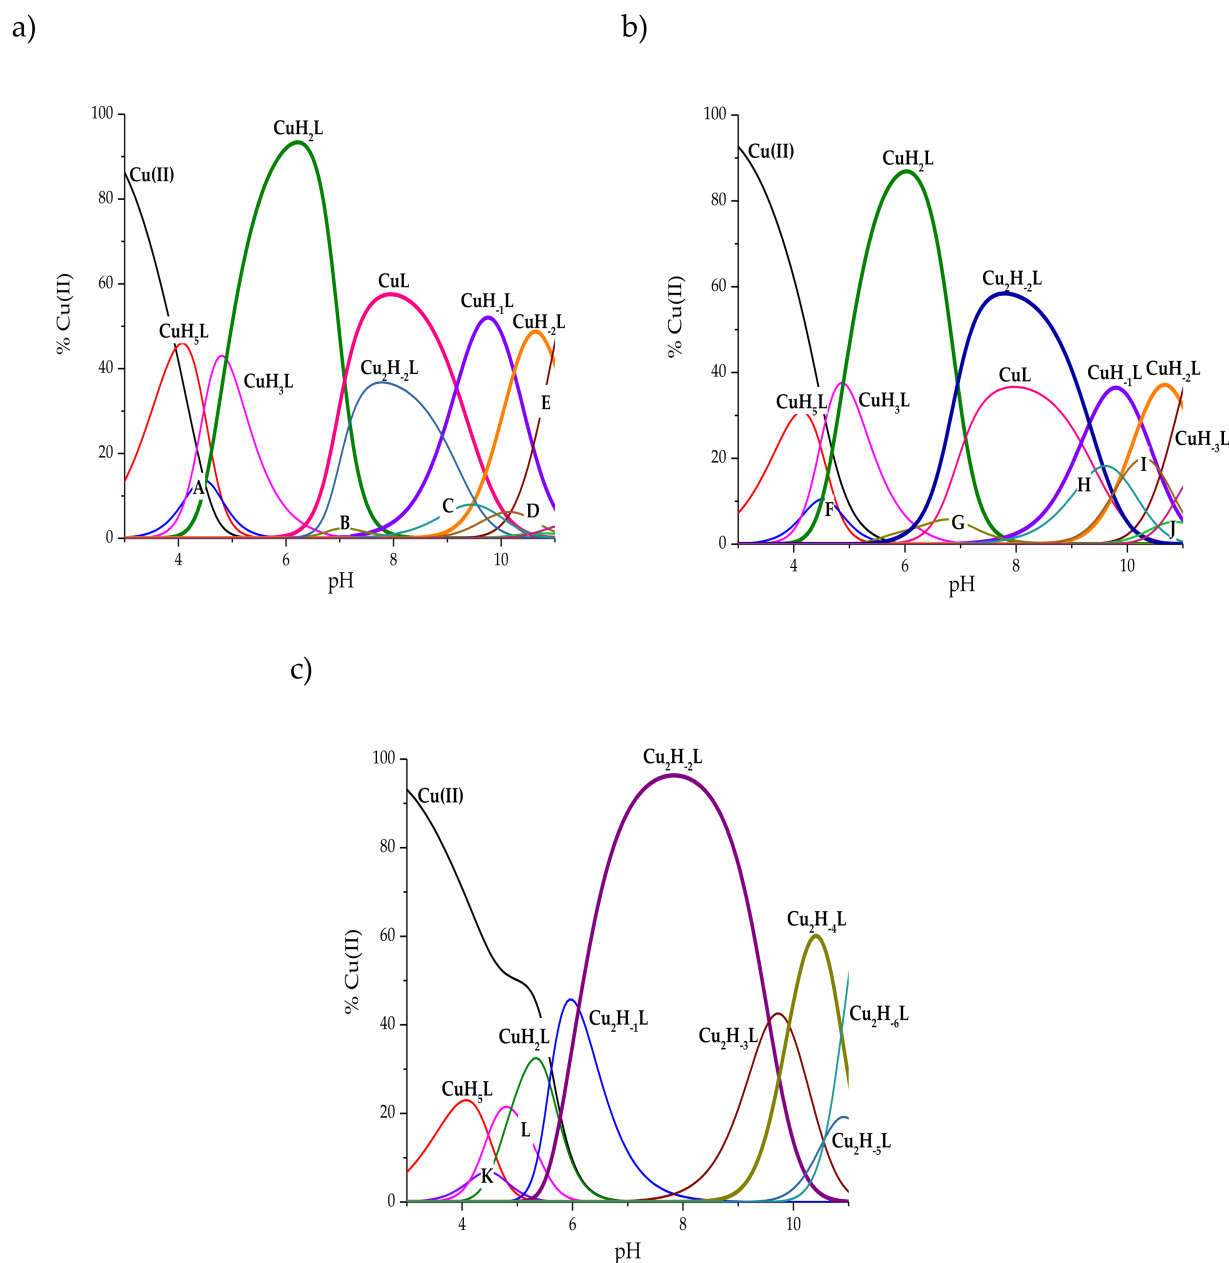 a)
b)
100
80
60
40
20
0
% Cu(II)
Cu(II)
CuH₂L
CuH₅L
CuH₃L
CuL
Cu₂H₋₂L
CuH₋₁L
CuH₋₂L
A
B
C
D
E
4
6
8
10
pH
100
80
60
40
20
0
% Cu(II)
Cu(II)
CuH₂L
CuH₅L
CuH₃L
Cu₂H₋₂L
CuL
CuH₋₁L
CuH₋₂L
CuH₋₃L
F
G
H
I
J
4
6
8
10
pH
c)
100
80
60
40
20
0
% Cu(II)
Cu(II)
Cu₂H₋₂L
CuH₅L
CuH₂L
Cu₂H₋₁L
Cu₂H₋₃L
Cu₂H₋₄L
Cu₂H₋₆L
Cu₂H₋₅L
K
L
4
6
8
10
pH